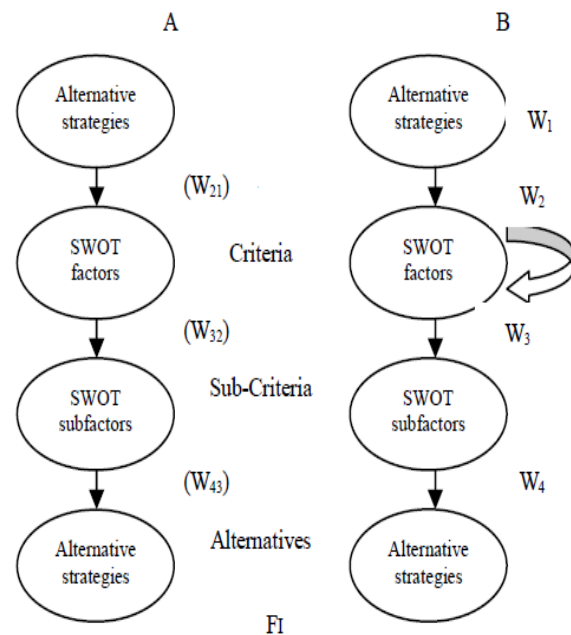 A
B
Alternative
strategies
Alternative
strategies
W1
(W21)
W2
SWOT
factors
Criteria
SWOT
factors
(W32)
W3
Sub-Criteria
SWOT
subfactors
SWOT
subfactors
(W43)
W4
Alternatives
Alternative
strategies
Alternative
strategies
FI